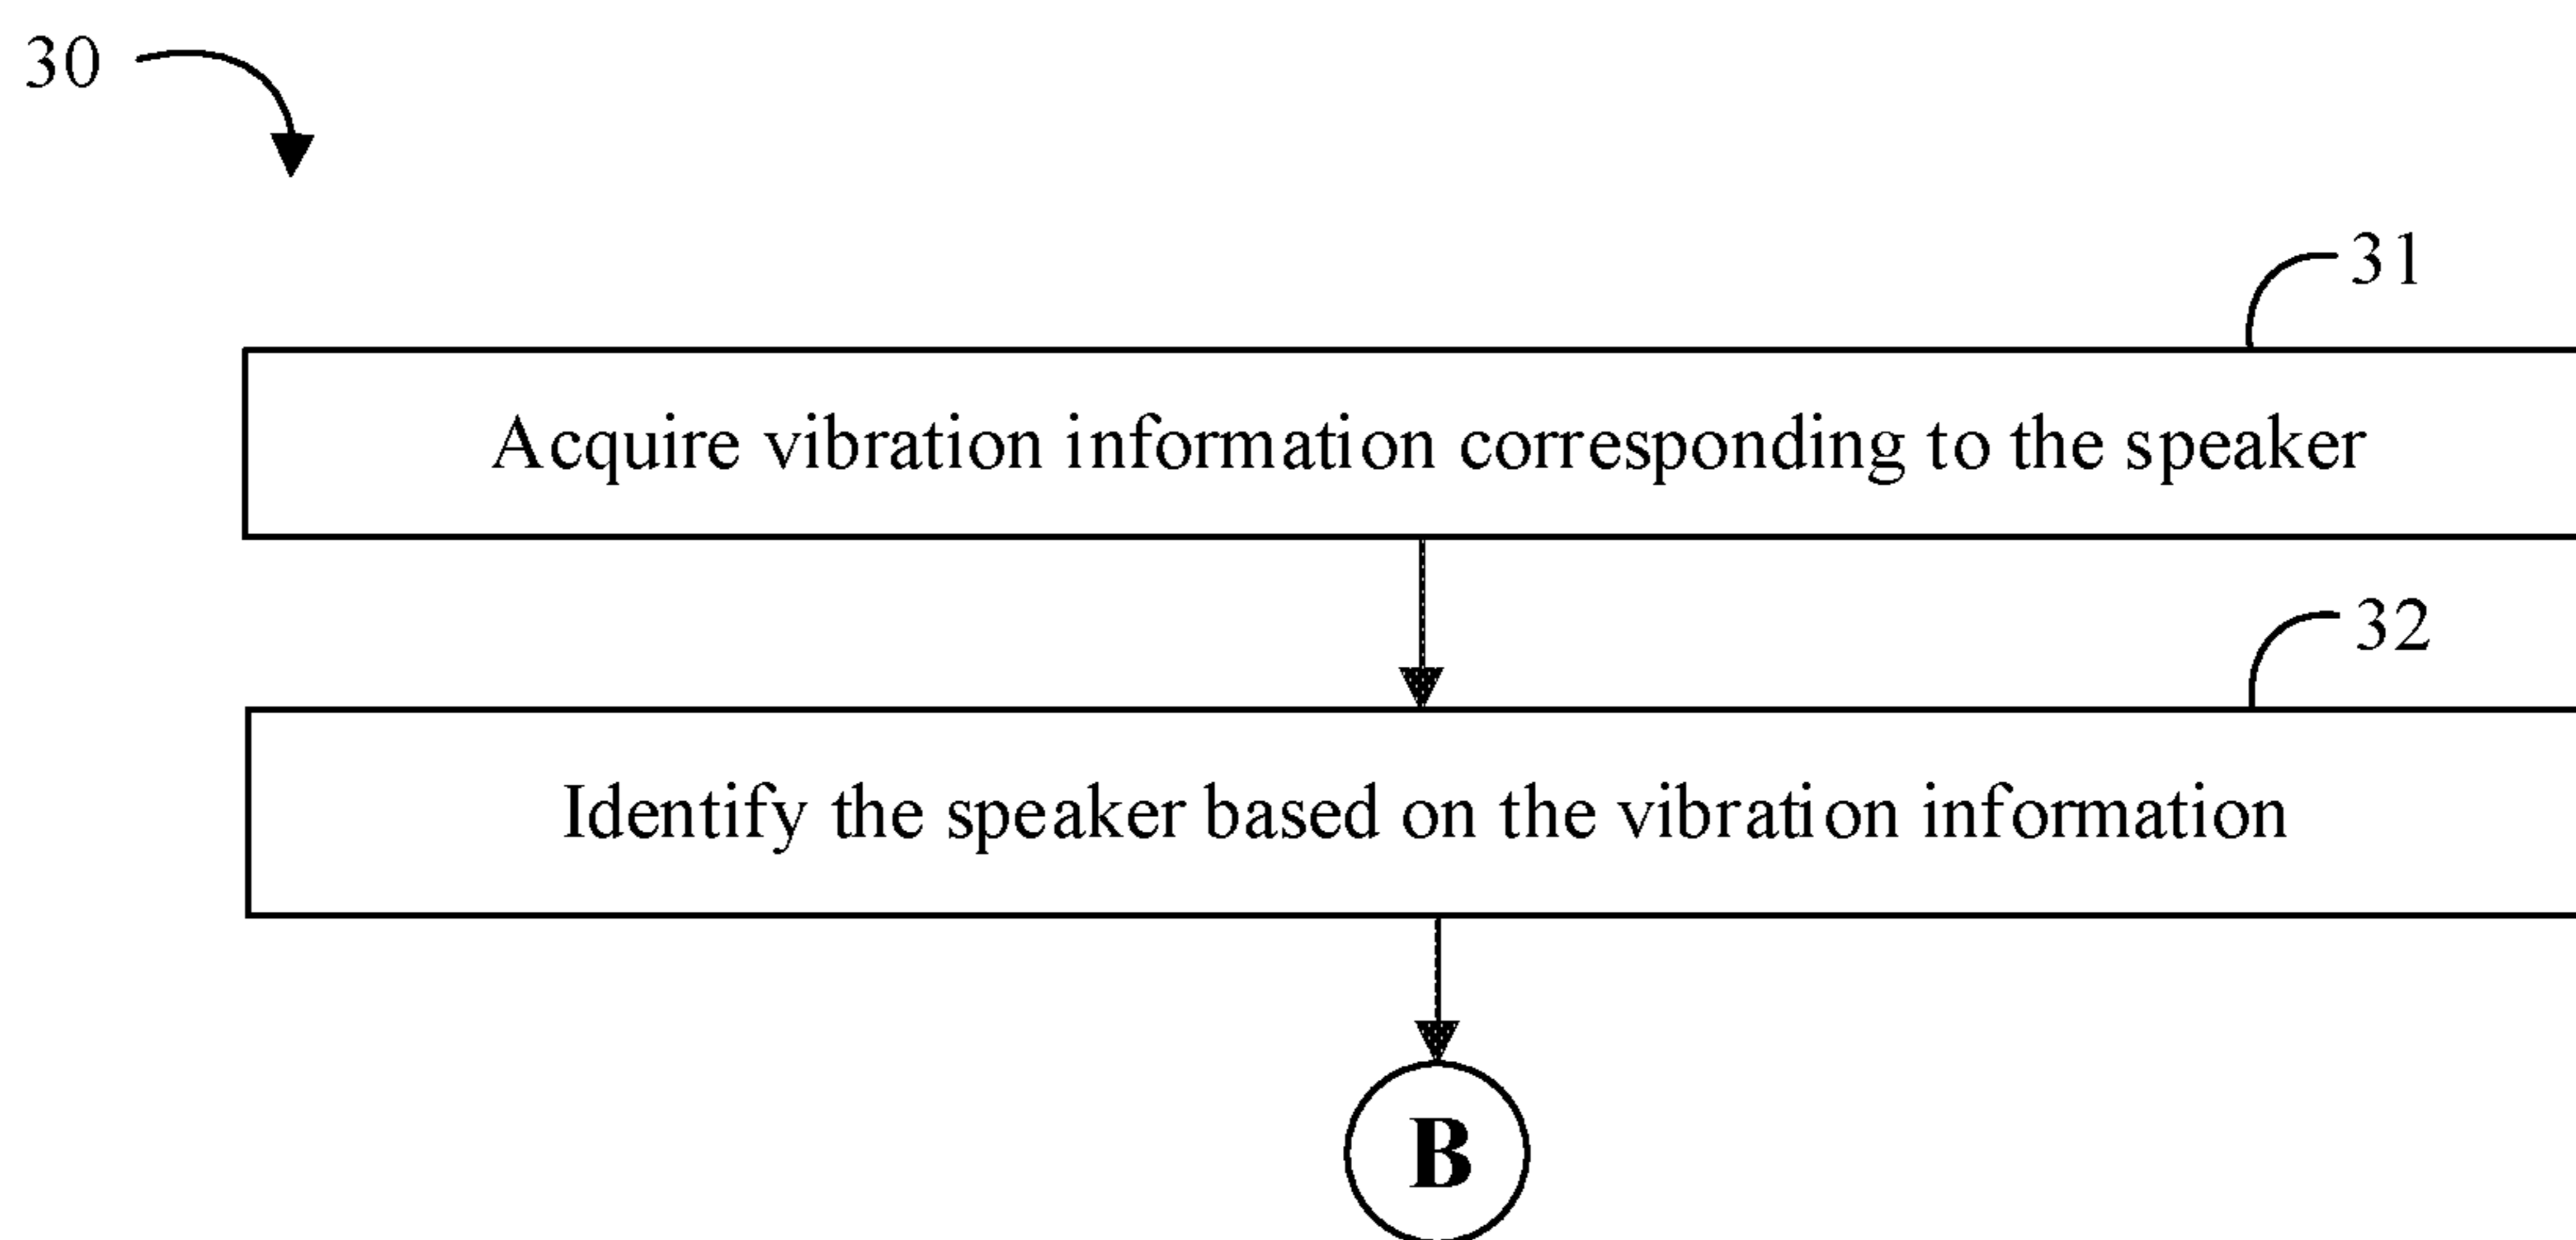 30
31
Acquire vibration information corresponding to the speaker
32
Identify the speaker based on the vibration information
B